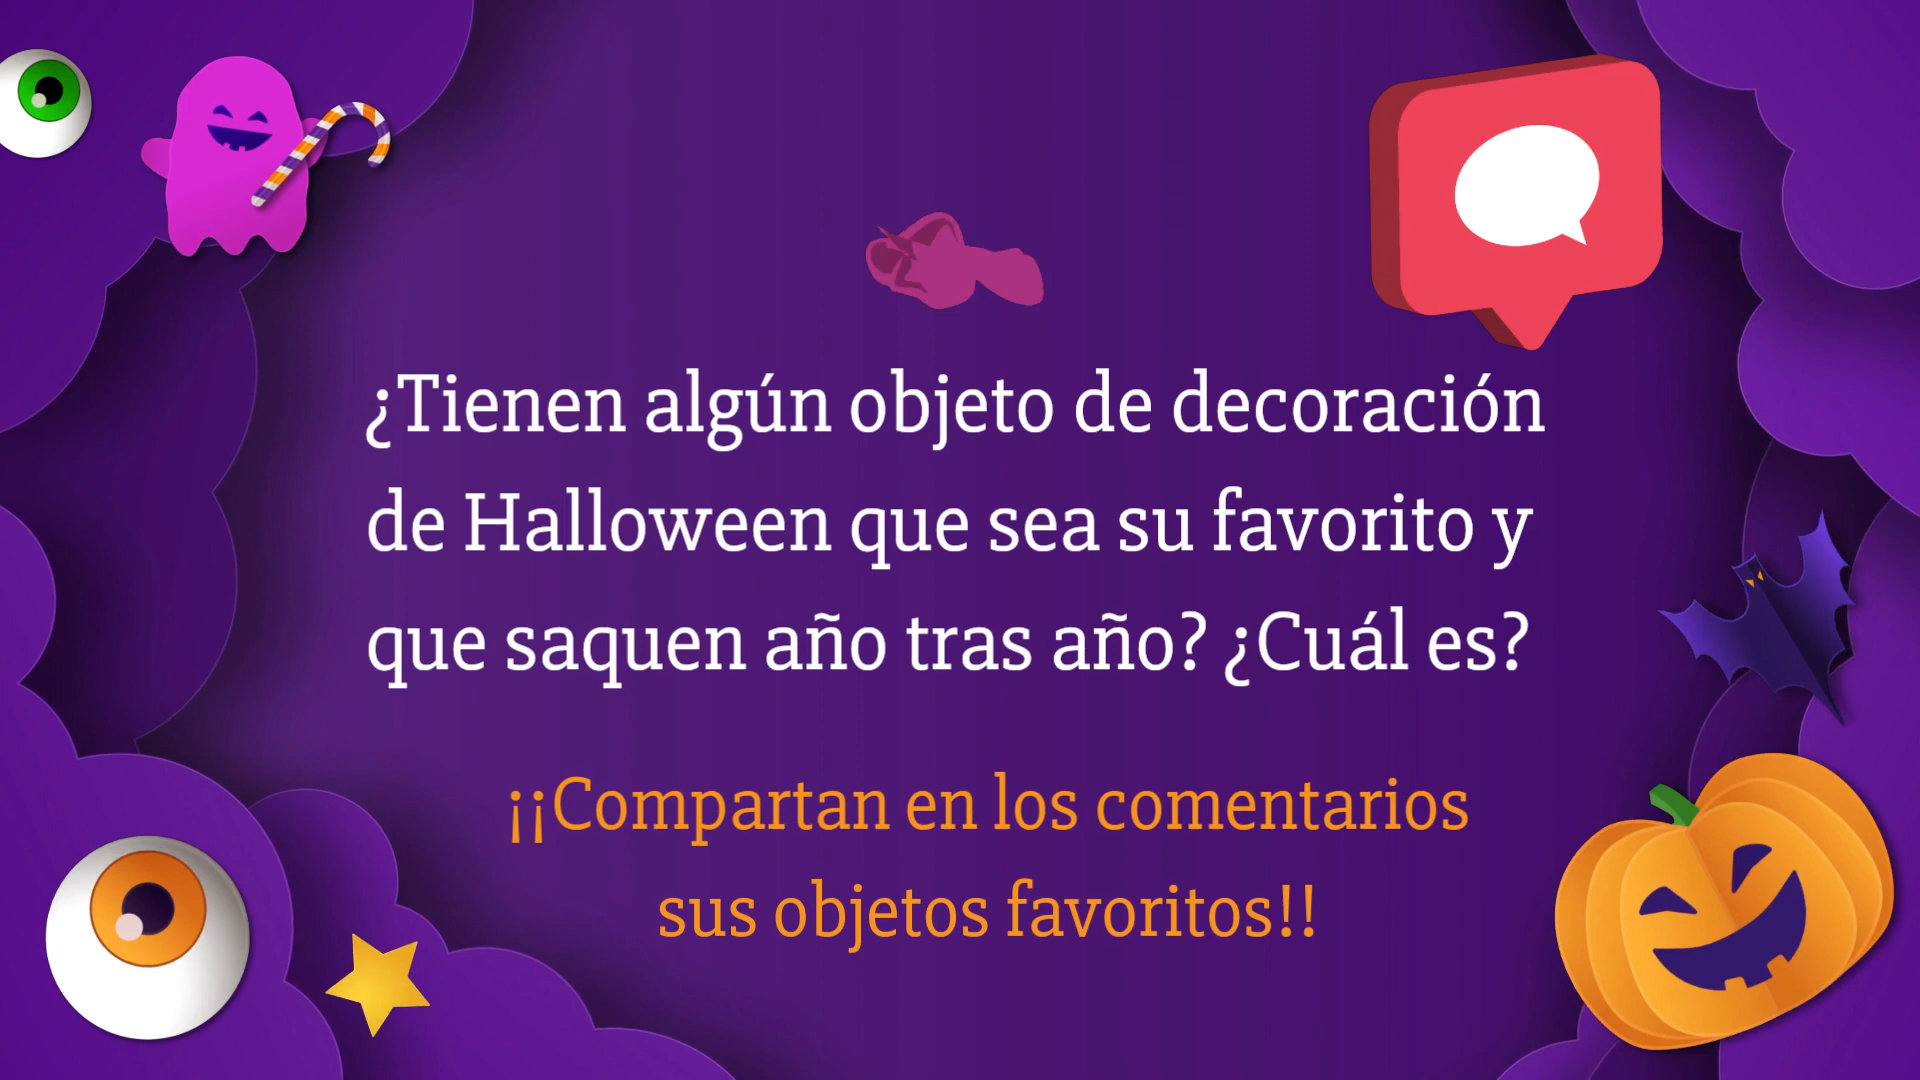 ¿Tienen algún objeto de decoración
de Halloween que sea su favorito y
que saquen año tras año? ¿Cuál es?
¡¡Compartan en los comentarios
sus objetos favoritos!!